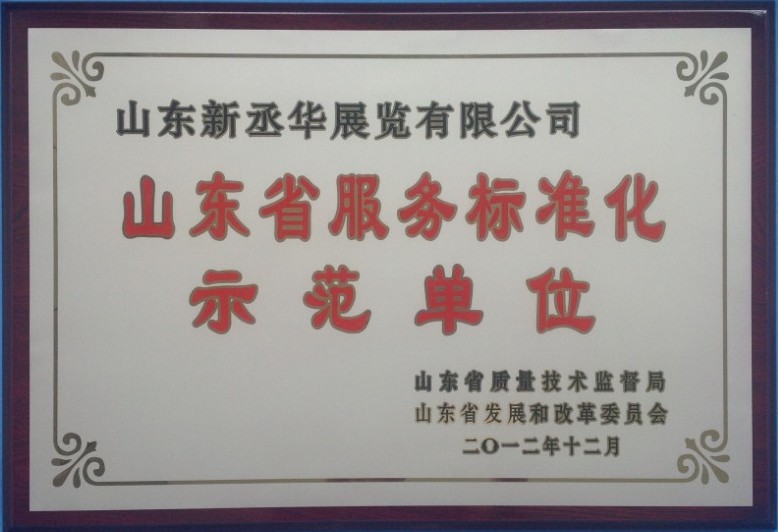 山东新丞华展览有限公司
山东省服务标准化
示范单位
山东省质量技术监督局
山东省发展和改革委员会
二〇一二年十二月